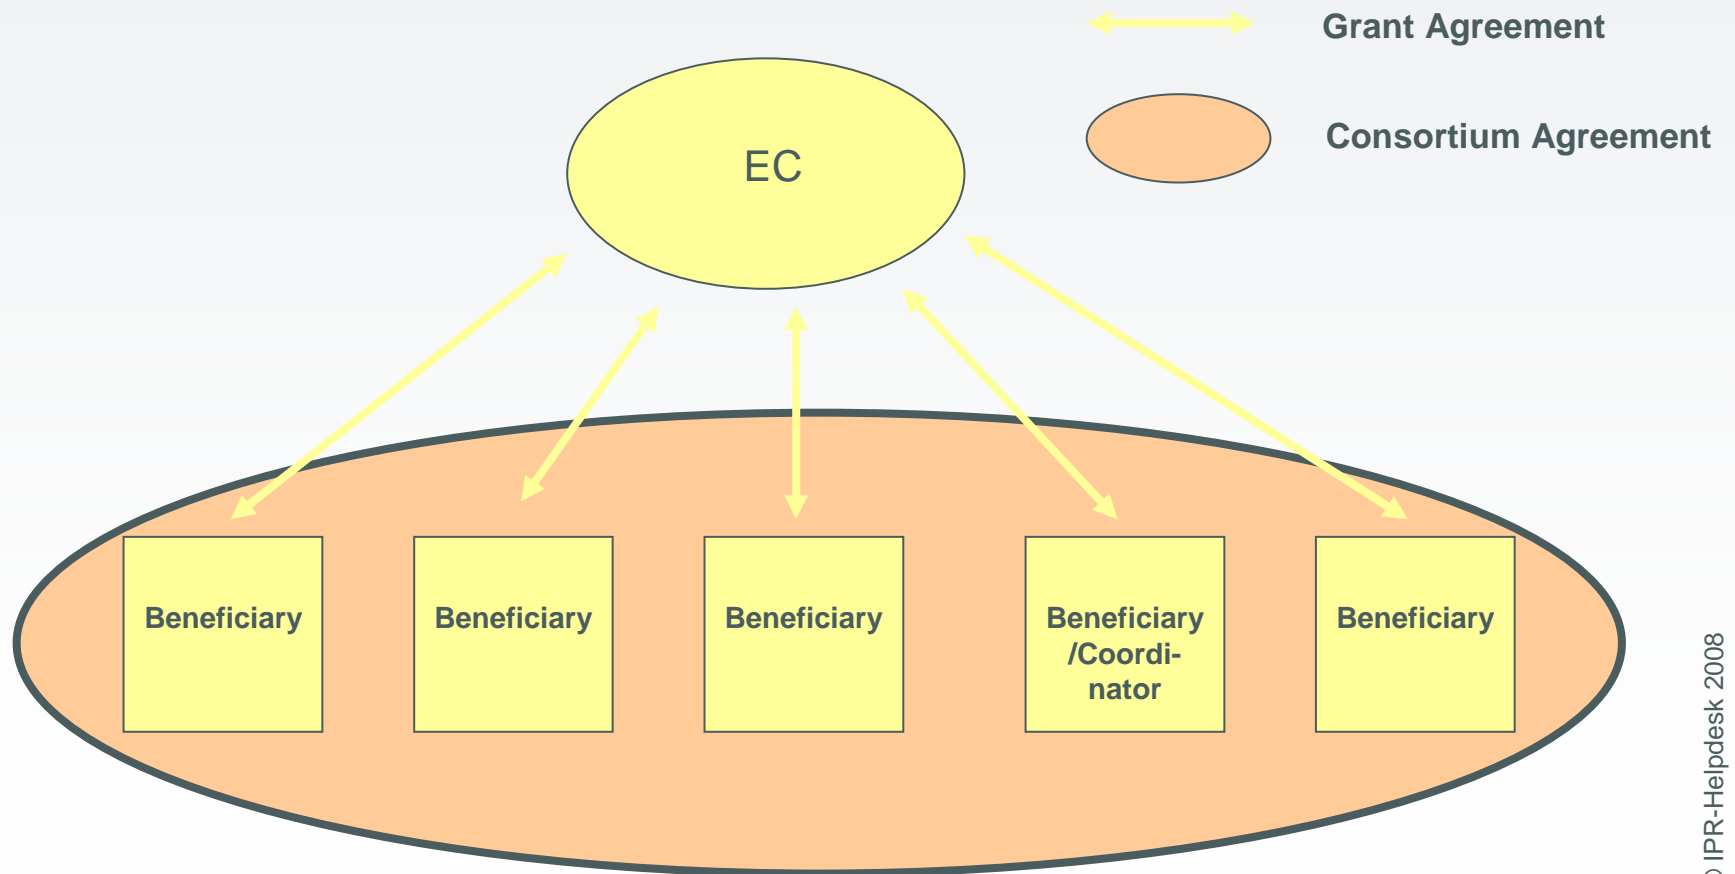 Grant Agreement
EC
Consortium Agreement
Beneficiary
Beneficiary
Beneficiary
Beneficiary
/Coordi-
nator
Beneficiary
© IPR-Helpdesk 2008